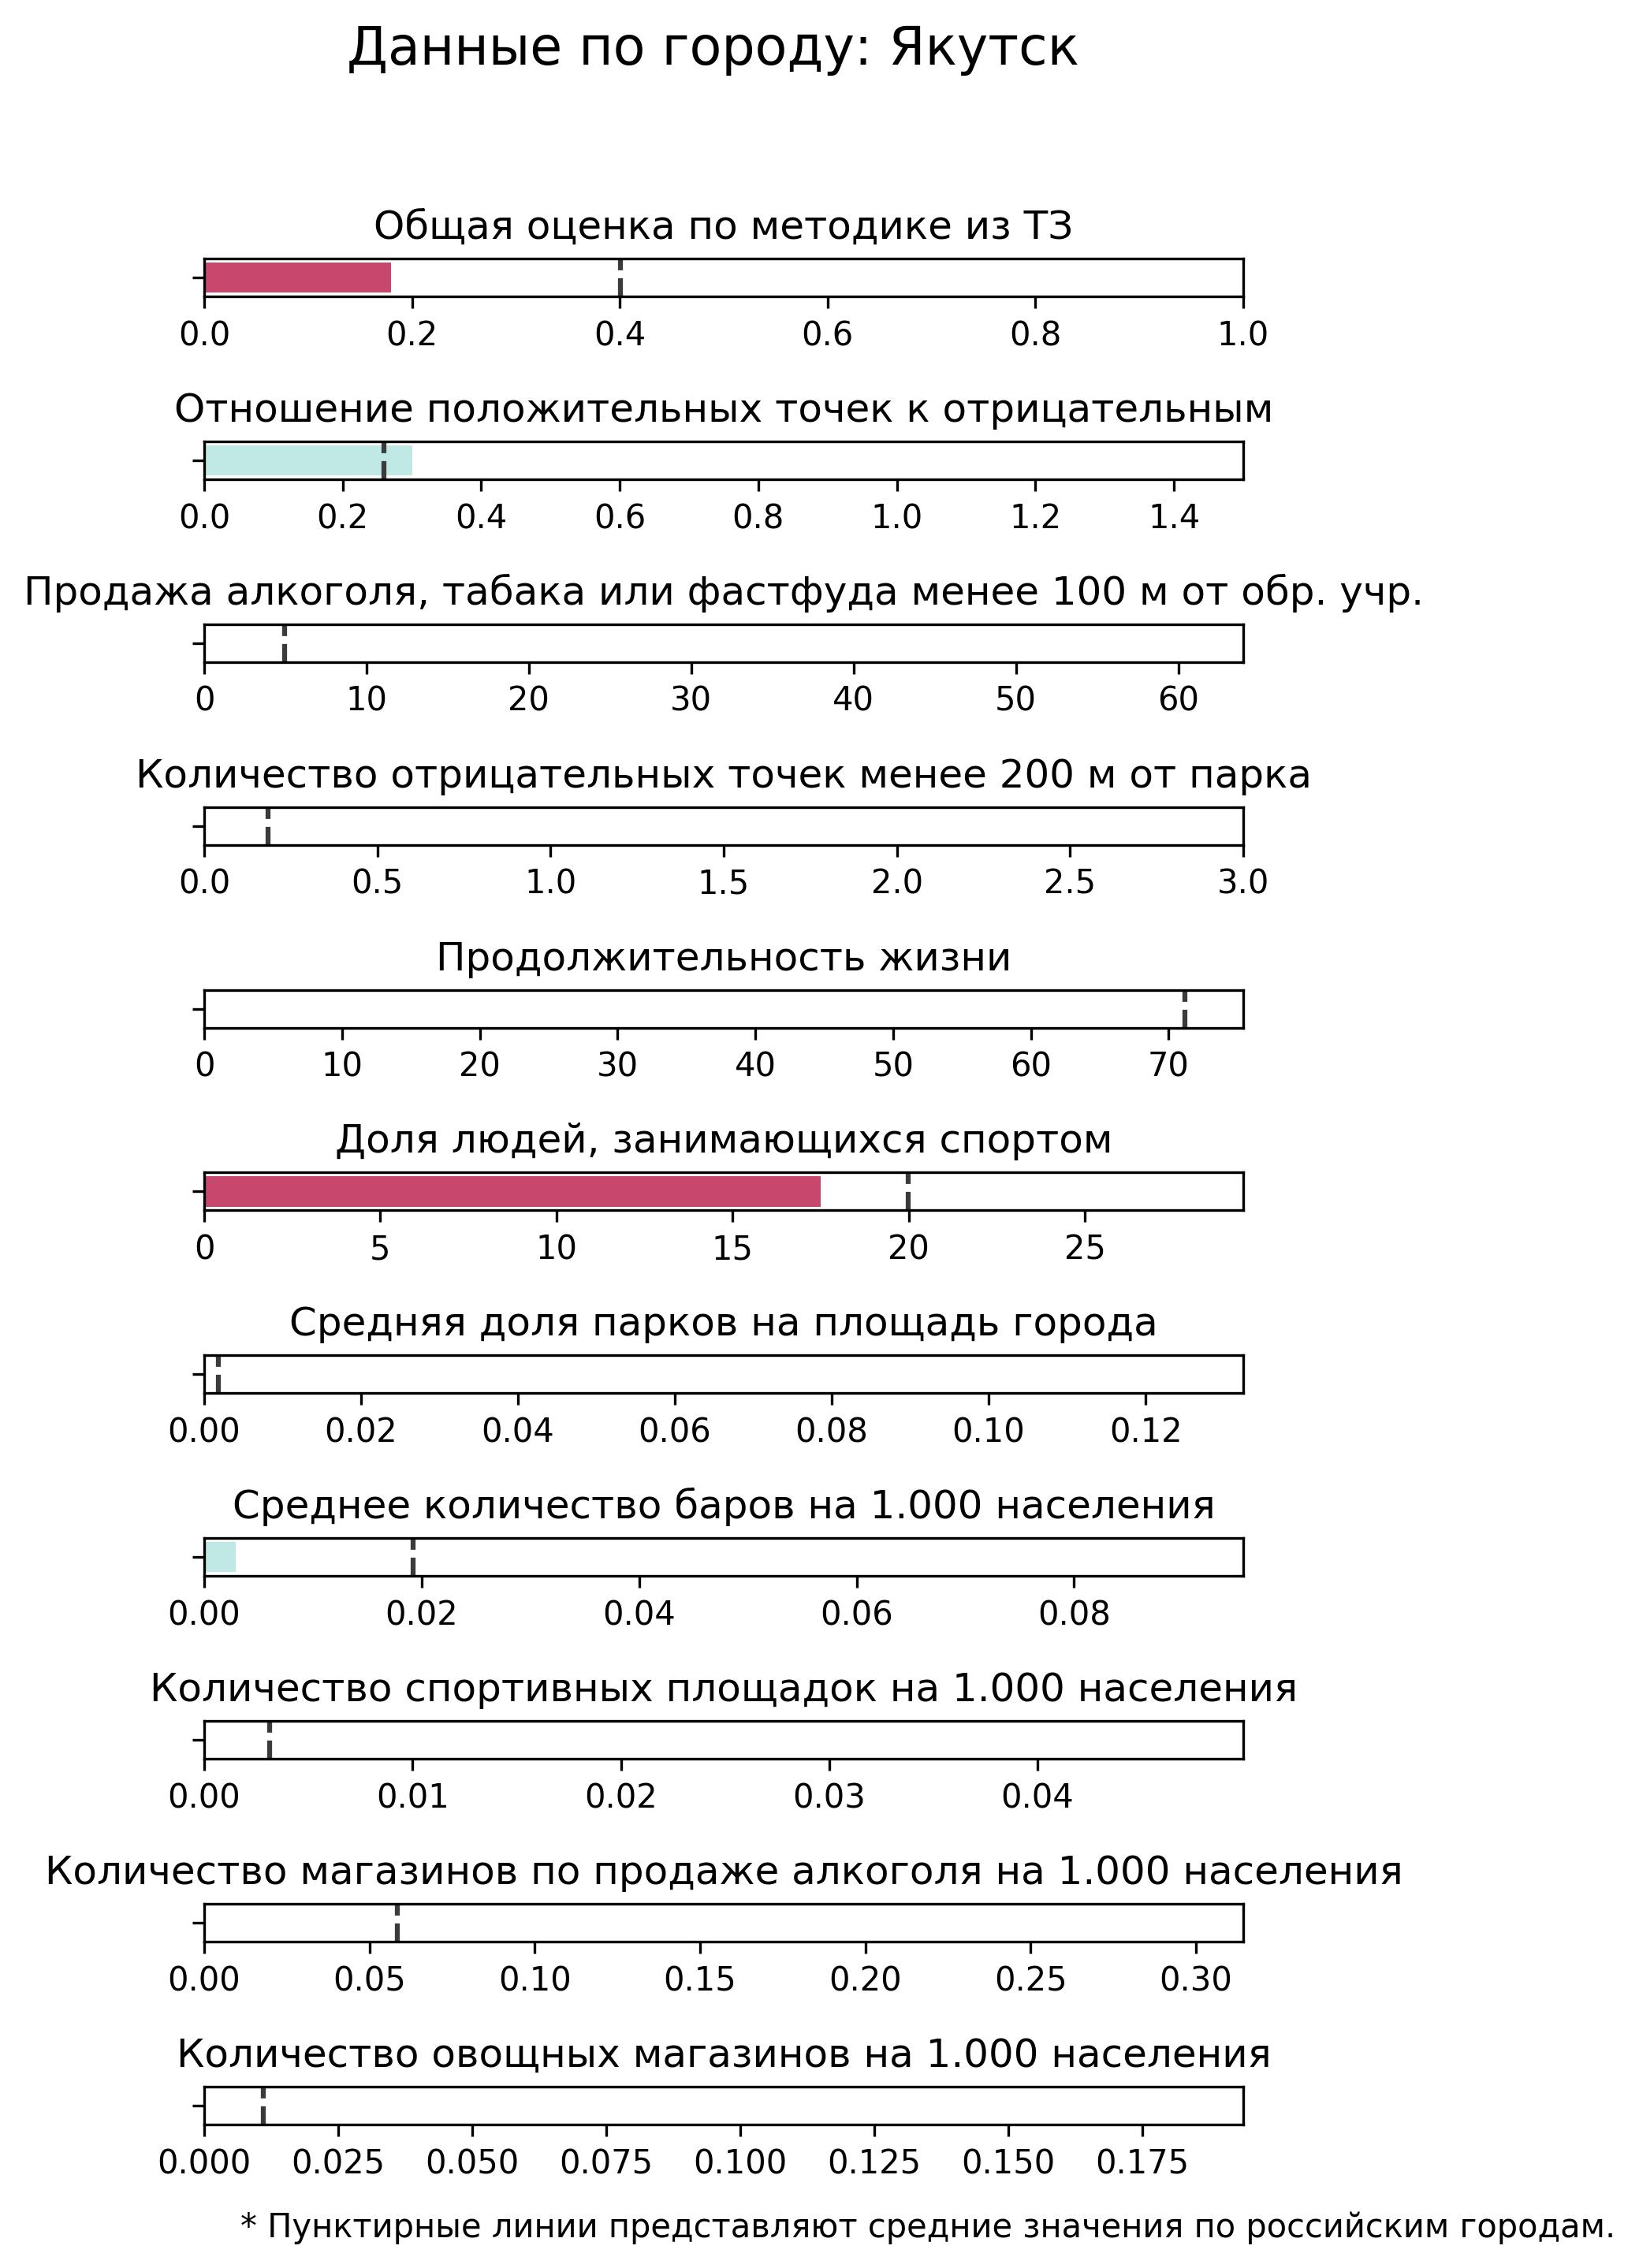 Данные по городу: Якутск
Общая оценка по методике из ТЗ
0.0 0.2 0.4 0.6 0.8 1.0
Отношение положительных точек к отрицательным
0.0 0.2 0.4 0.6 0.8 1.0 1.2 1.4
Продажа алкоголя, табака или фастфуда менее 100 м от обр. учр.
0 10 20 30 40 50 60
Количество отрицательных точек менее 200 м от парка
0.0 0.5 1.0 1.5 2.0 2.5 3.0
Продолжительность жизни
0 10 20 30 40 50 60 70
Доля людей, занимающихся спортом
0 5 10 15 20 25
Средняя доля парков на площадь города
0.00 0.02 0.04 0.06 0.08 0.10 0.12
Среднее количество баров на 1.000 населения
0.00 0.02 0.04 0.06 0.08
Количество спортивных площадок на 1.000 населения
0.00 0.01 0.02 0.03 0.04
Количество магазинов по продаже алкоголя на 1.000 населения
0.00 0.05 0.10 0.15 0.20 0.25 0.30
Количество овощных магазинов на 1.000 населения
0.000 0.025 0.050 0.075 0.100 0.125 0.150 0.175
* Пунктирные линии представляют средние значения по российским городам.